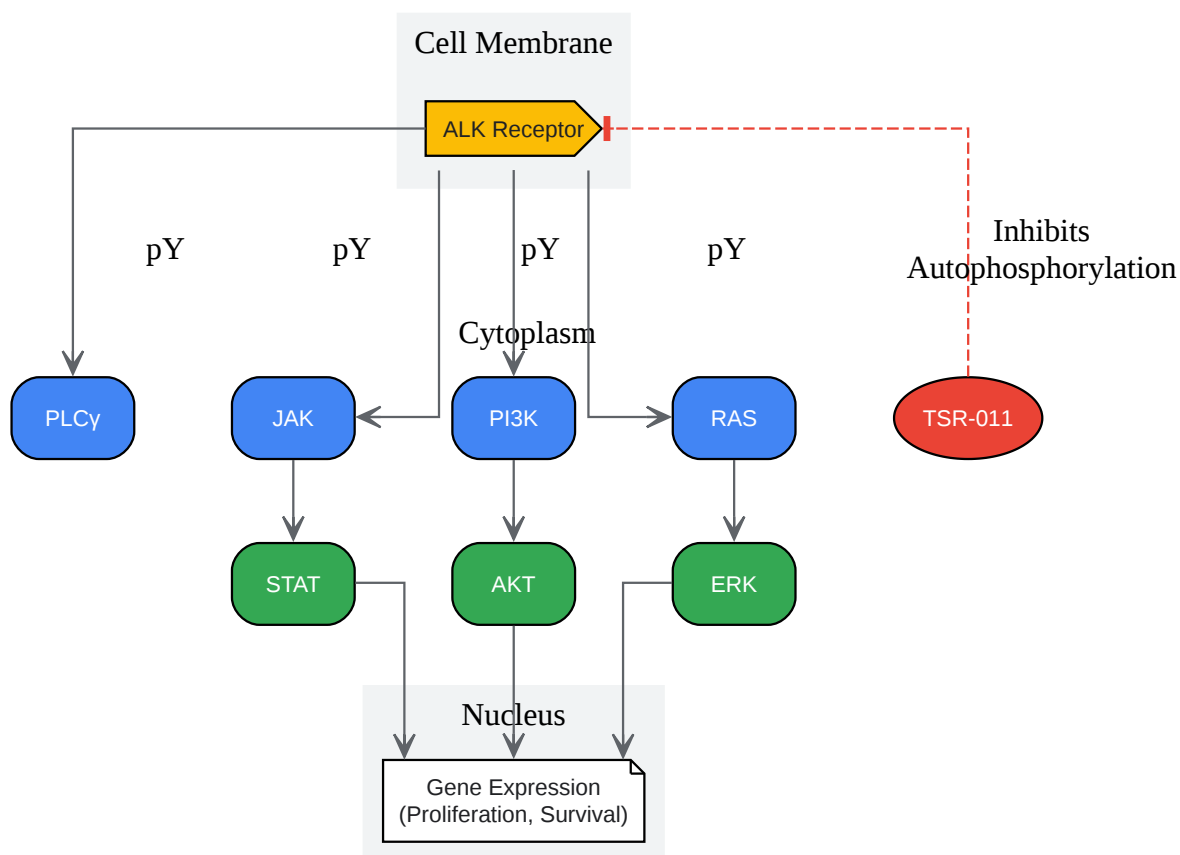 Cell Membrane
ALK Receptor
pY
pY
pY
pY
Inhibits
Autophosphorylation
Cytoplasm
PLCγ
JAK
PI3K
RAS
TSR-011
STAT
AKT
ERK
Nucleus
Gene Expression
(Proliferation, Survival)